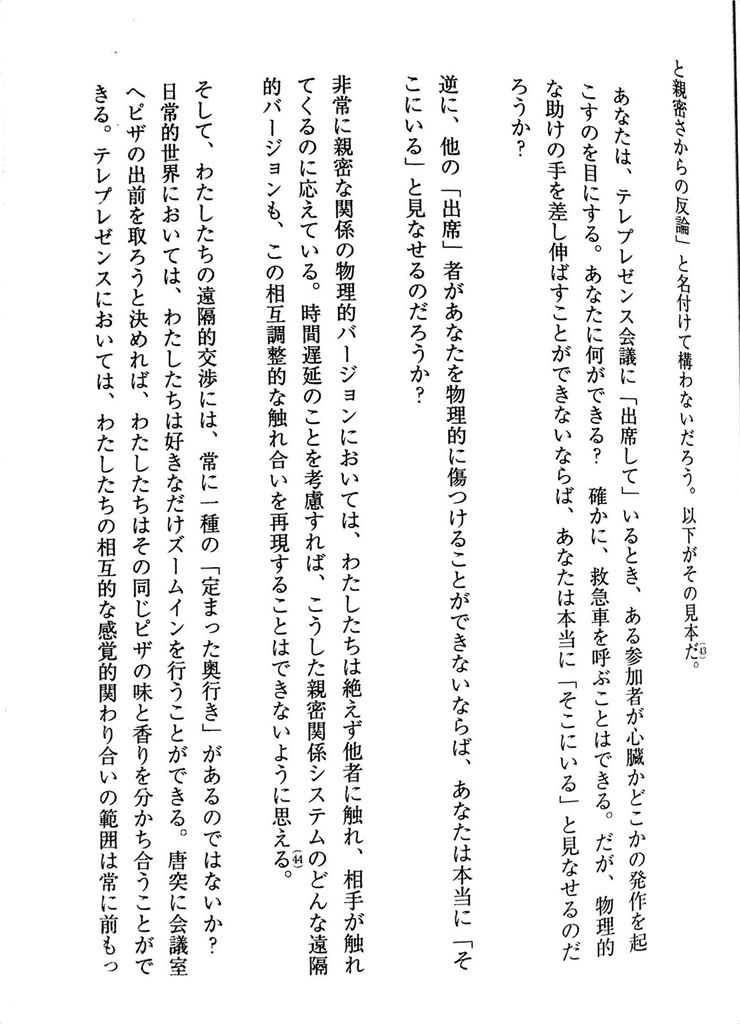 と親密さからの反論」と名付けて構わないだろう。以下がその見本だ(43)。
あなたは、テレプレゼンス会議に「出席して」いるとき、ある参加者が心臓かどこかの発作を起
こすのを目にする。あなたに何ができる？　確かに、救急車を呼ぶことはできる。だが、物理的
な助けの手を差し伸ばすことができないならば、あなたは本当に「そこにいる」と見なせるのだ
ろうか？
逆に、他の「出席」者があなたを物理的に傷つけることができないならば、あなたは本当に「そ
こにいる」と見なせるのだろうか？
非常に親密な関係の物理的バージョンにおいては、わたしたちは絶えず他者に触れ、相手が触れ
てくるのに応えている。時間遅延のことを考慮すれば、こうした親密関係システムのどんな遠隔
的バージョンも、この相互調整的な触れ合いを再現することはできないように思える(44)。
そして、わたしたちの遠隔的交渉には、常に一種の「定まった奥行き」があるのではないか？
日常的世界においては、わたしたちは好きなだけズームインを行うことができる。唐突に会議室
へピザの出前を取ろうと決めれば、わたしたちはその同じピザの味と香りを分かち合うことがで
きる。テレプレゼンスにおいては、わたしたちの相互的な感覚的関わり合いの範囲は常に前もっ